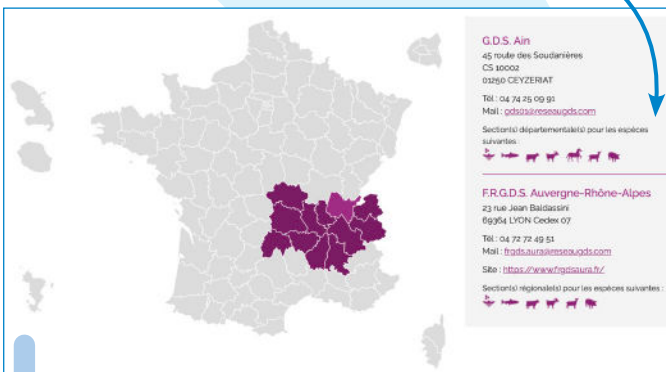 G.D.S. Ain
45 route des Soudanières
CS 10002
01250 CEYZERIAT
Tél : 04 74 25 09 91
Mail : gds01@reseaugds.com
Section(s) départementale(s) pour les espèces
suivantes :
F.R.G.D.S. Auvergne-Rhône-Alpes
23 rue Jean Baldassini
69364 LYON Cedex 07
Tél : 04 72 72 49 51
Mail : frgds.aura@reseaugds.com
Site : https://www.frgdsaura.fr/
Section(s) régionale(s) pour les espèces suivantes :